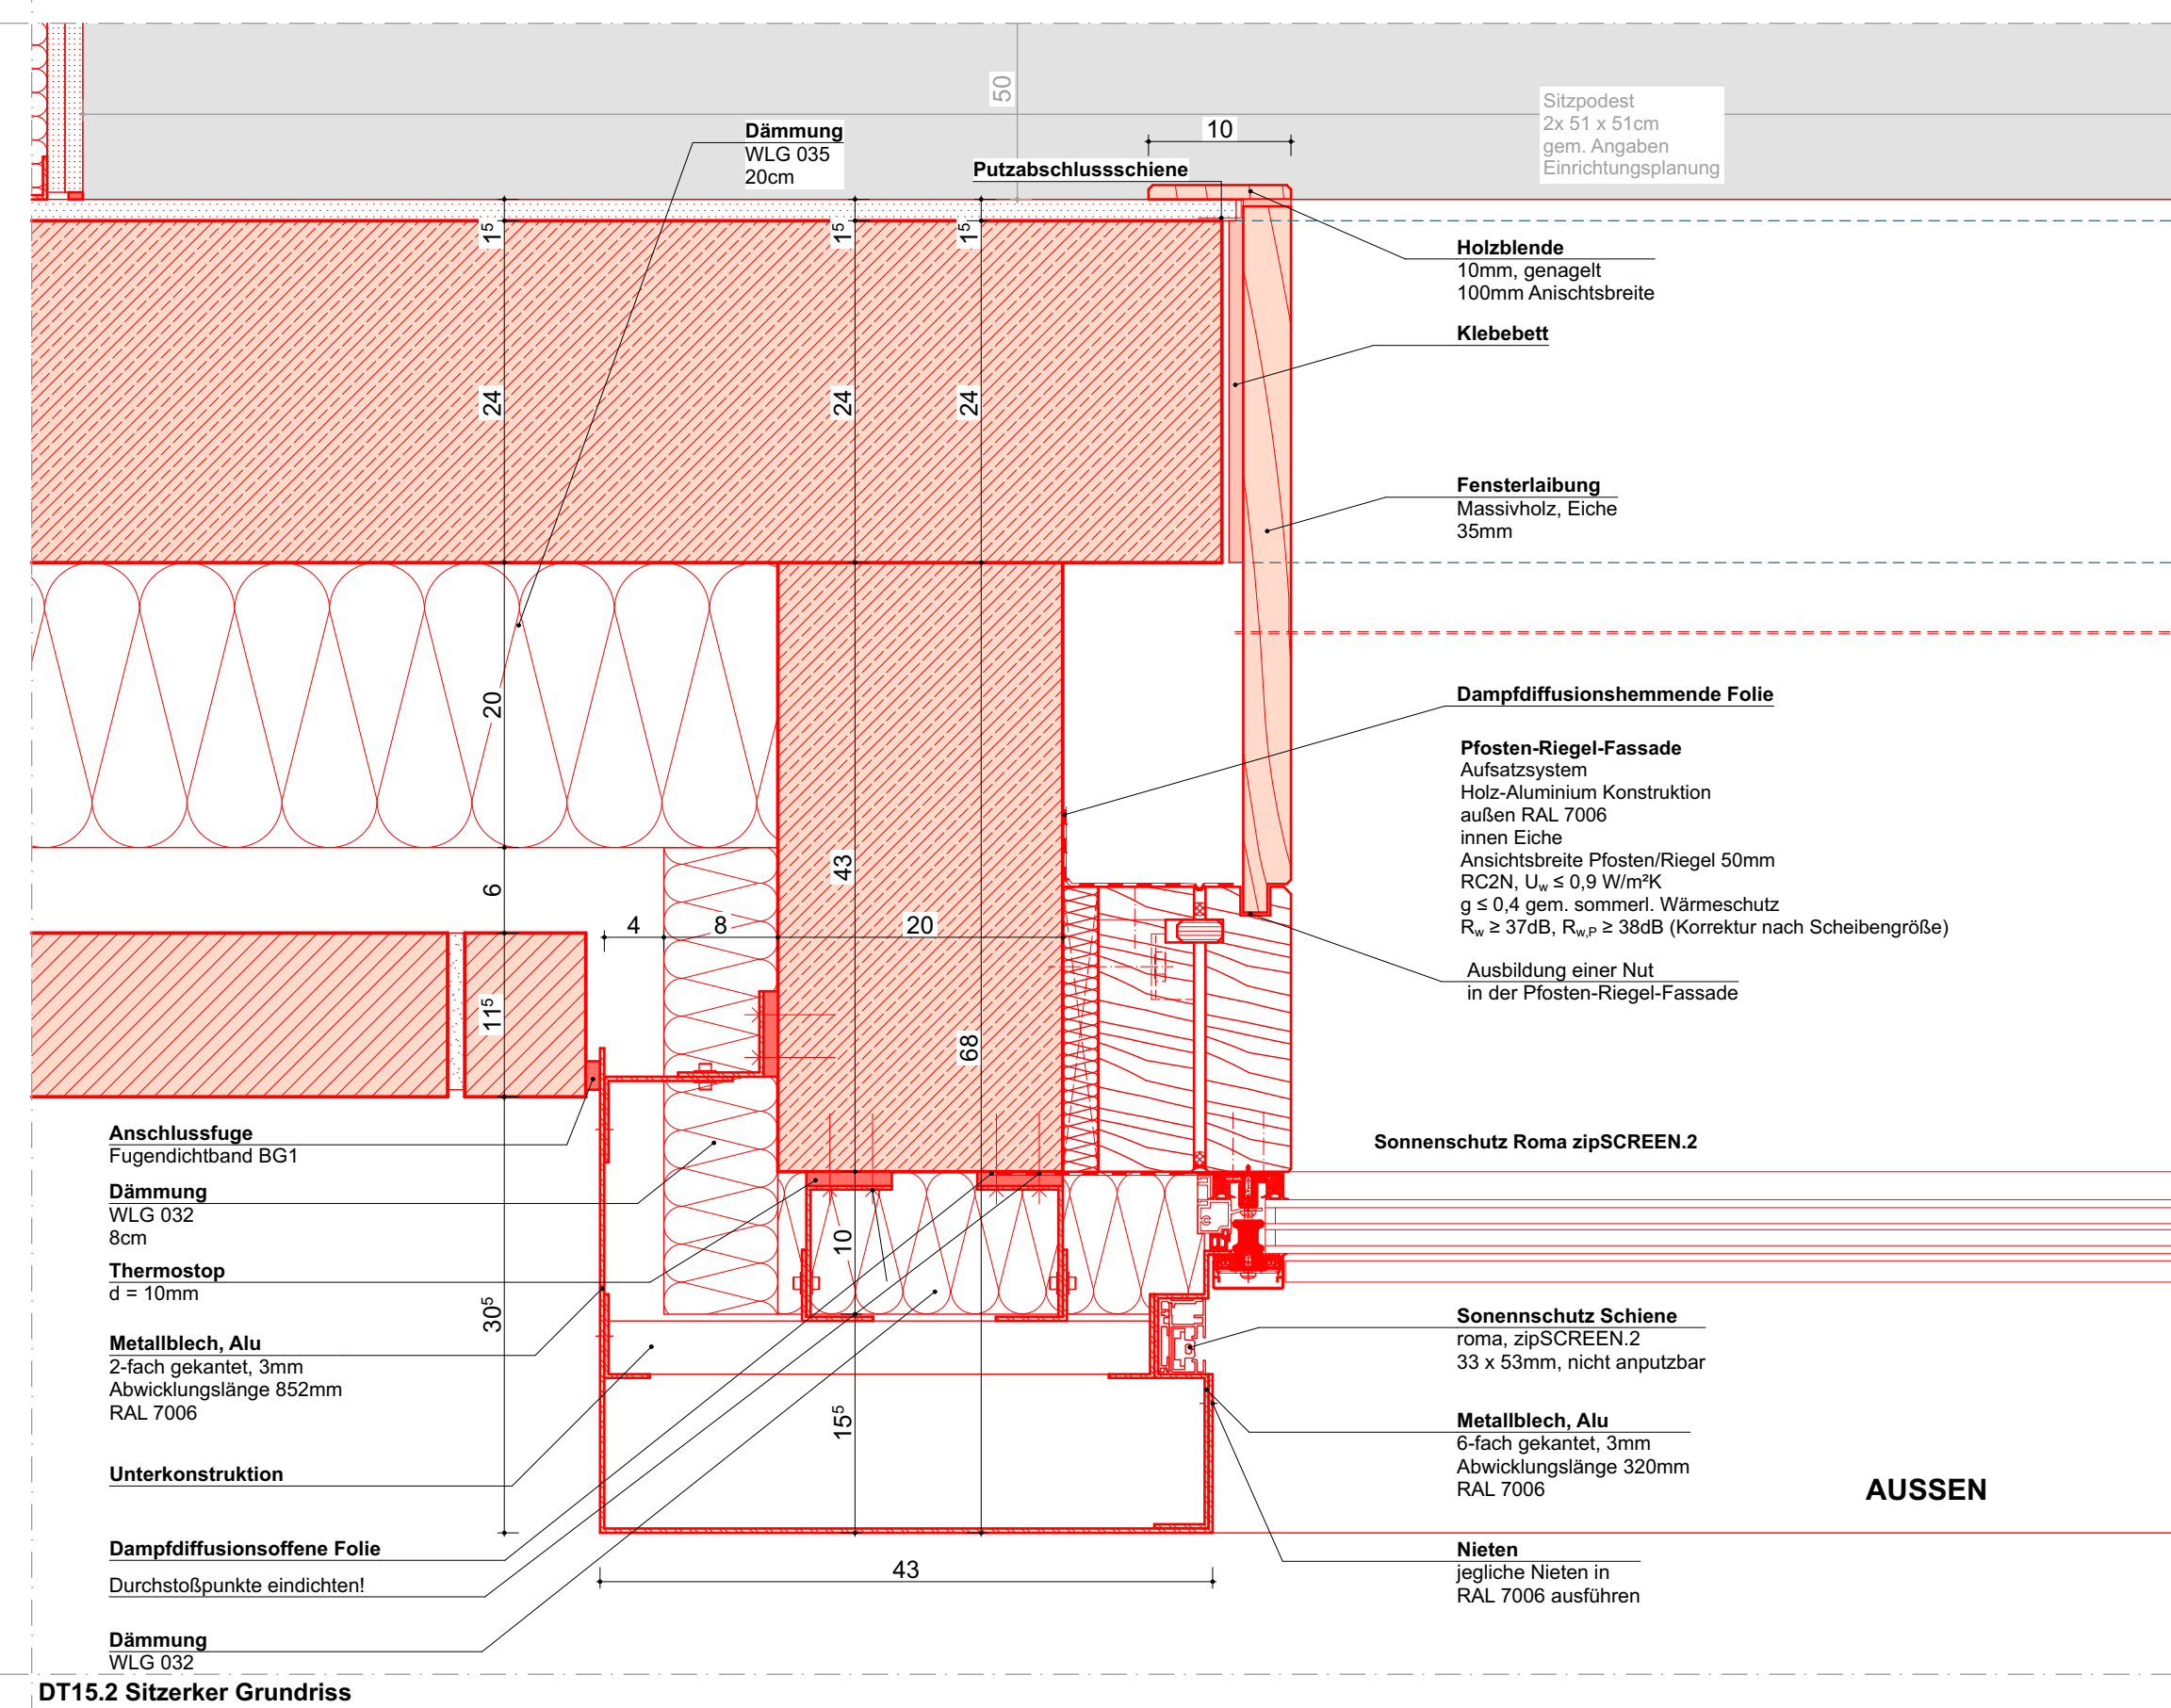 50
Sitzpodest
2x 51 x 51cm
gem. Angaben
Einrichtungsplanung
Dämmung
WLG 035
20cm
10
Putzabschlussschiene
1⁵
1⁵
1⁵
Holzblende
10mm, genagelt
100mm Anischtsbreite
Klebebett
24
24
24
Fensterlaibung
Massivholz, Eiche
35mm
20
Dampfdiffusionshemmende Folie
Pfosten-Riegel-Fassade
Aufsatzsystem
Holz-Aluminium Konstruktion
außen RAL 7006
innen Eiche
Ansichtsbreite Pfosten/Riegel 50mm
RC2N, Uw ≤ 0,9 W/m²K
g ≤ 0,4 gem. sommerl. Wärmeschutz
Rw ≥ 37dB, Rw,P ≥ 38dB (Korrektur nach Scheibengröße)
43
6
4
8
20
Ausbildung einer Nut
in der Pfosten-Riegel-Fassade
11⁵
68
Anschlussfuge
Fugendichtband BG1
Sonnenschutz Roma zipSCREEN.2
Dämmung
WLG 032
8cm
Thermostop
d = 10mm
10
30⁵
Metallblech, Alu
2-fach gekantet, 3mm
Abwicklungslänge 852mm
RAL 7006
Sonennschutz Schiene
roma, zipSCREEN.2
33 x 53mm, nicht anputzbar
15⁵
Metallblech, Alu
6-fach gekantet, 3mm
Abwicklungslänge 320mm
RAL 7006
Unterkonstruktion
AUSSEN
Dampfdiffusionsoffene Folie
Durchstoßpunkte eindichten!
43
Nieten
jegliche Nieten in
RAL 7006 ausführen
Dämmung
WLG 032
DT15.2 Sitzerker Grundriss